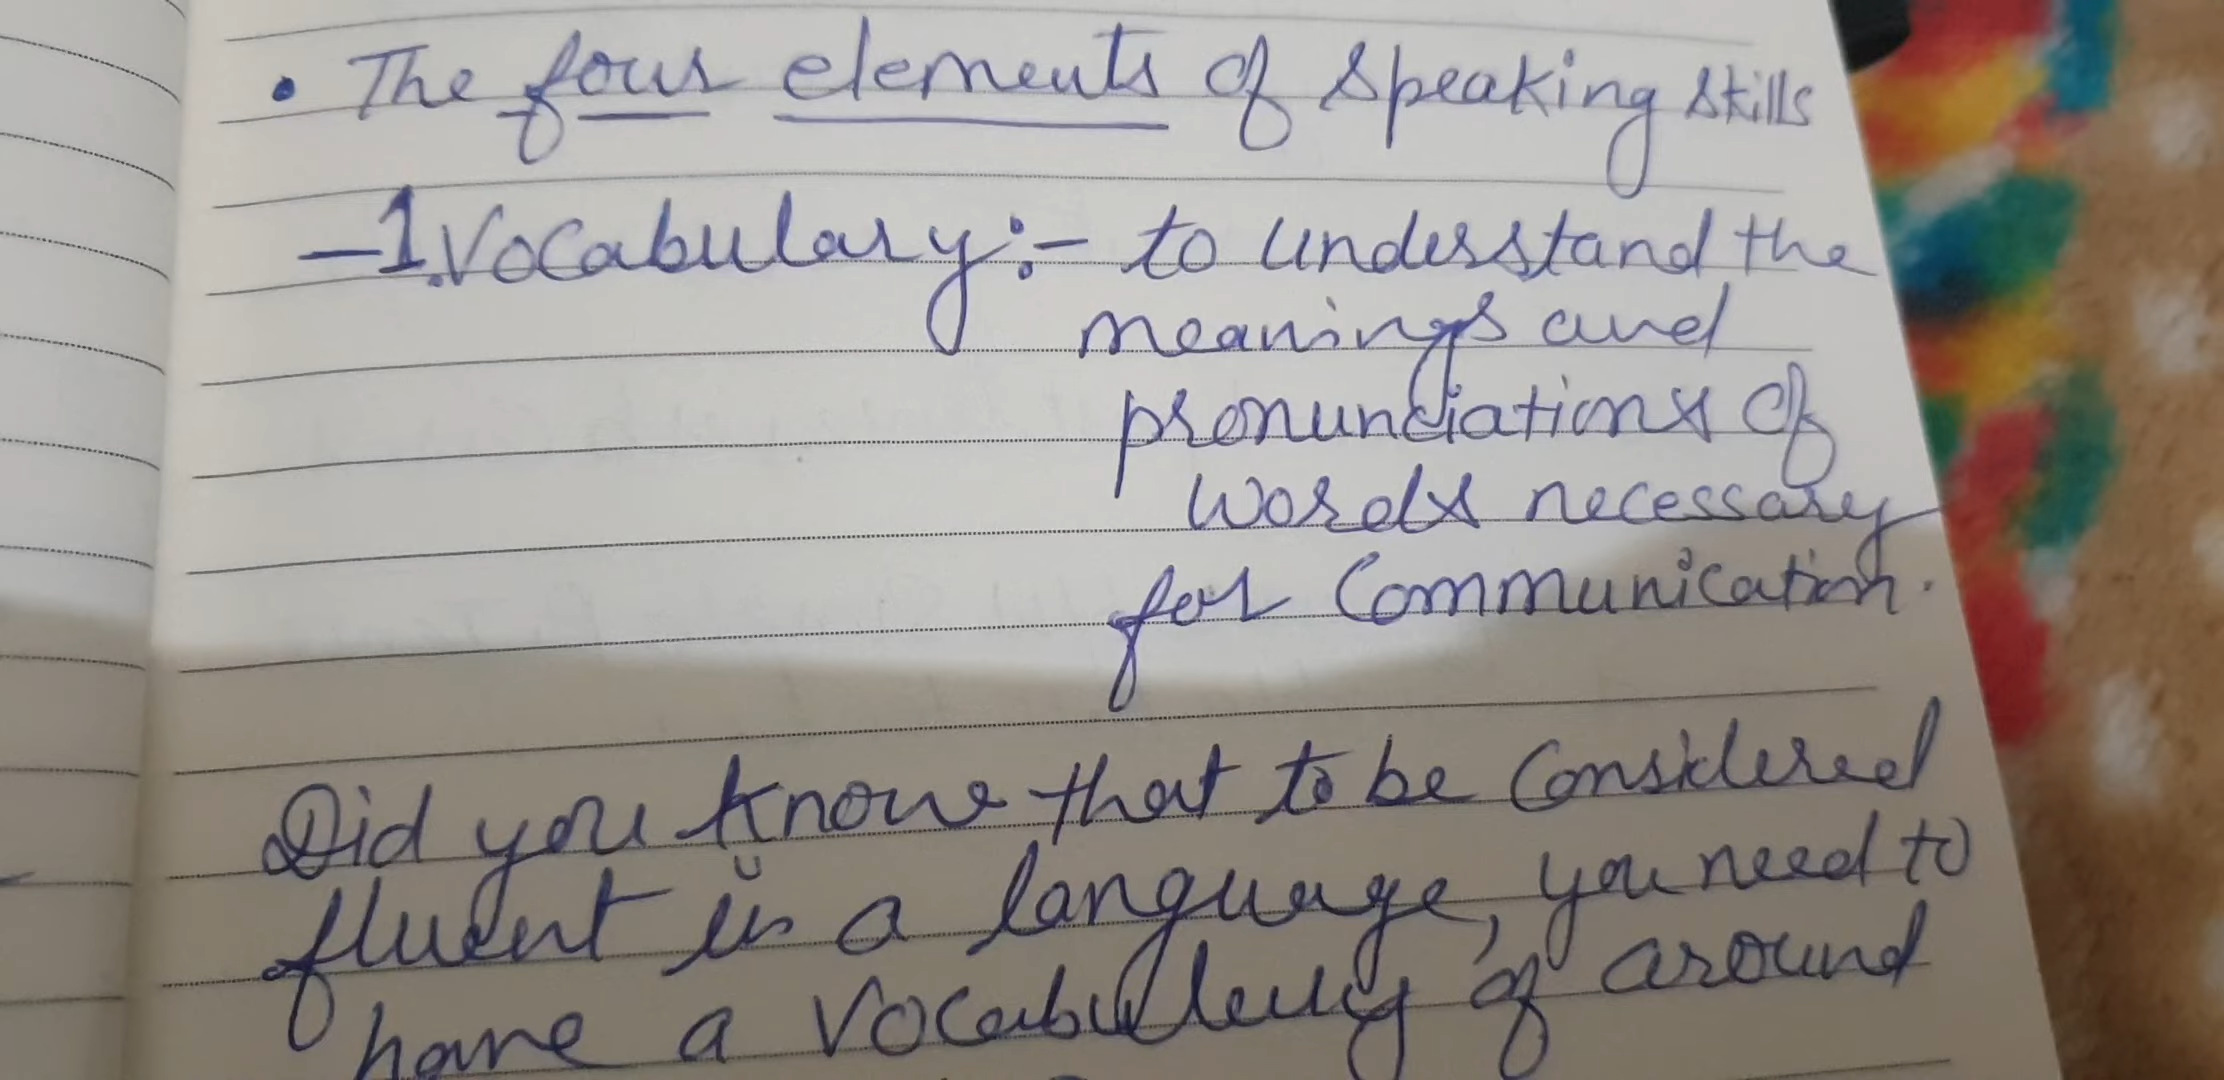 • The four elements of speaking skills
-1. Vocabulary:- to understand the
meanings and
pronunciations of
words necessary
for Communication.
Did you know that to be Considered
fluent in a language, you need to
have a vocabulary of around